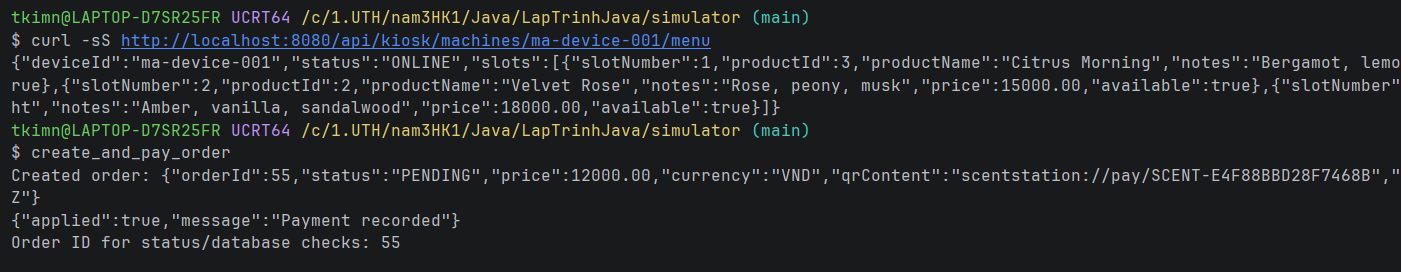 tkimn@LAPTOP-D7SR25FR UCRT64 /c/1.UTH/nam3HK1/Java/LapTrinhJava/simulator (main)
$ curl -sS http://localhost:8080/api/kiosk/machines/ma-device-001/menu
{"deviceId":"ma-device-001","status":"ONLINE","slots":[{"slotNumber":1,"productId":3,"productName":"Citrus Morning","notes":"Bergamot, lemo
rue},{"slotNumber":2,"productId":2,"productName":"Velvet Rose","notes":"Rose, peony, musk","price":15000.00,"available":true},{"slotNumber"
ht","notes":"Amber, vanilla, sandalwood","price":18000.00,"available":true}]}
tkimn@LAPTOP-D7SR25FR UCRT64 /c/1.UTH/nam3HK1/Java/LapTrinhJava/simulator (main)
$ create_and_pay_order
Created order: {"orderId":55,"status":"PENDING","price":12000.00,"currency":"VND","qrContent":"scentstation://pay/SCENT-E4F88BBD28F7468B","
Z"}
{"applied":true,"message":"Payment recorded"}
Order ID for status/database checks: 55